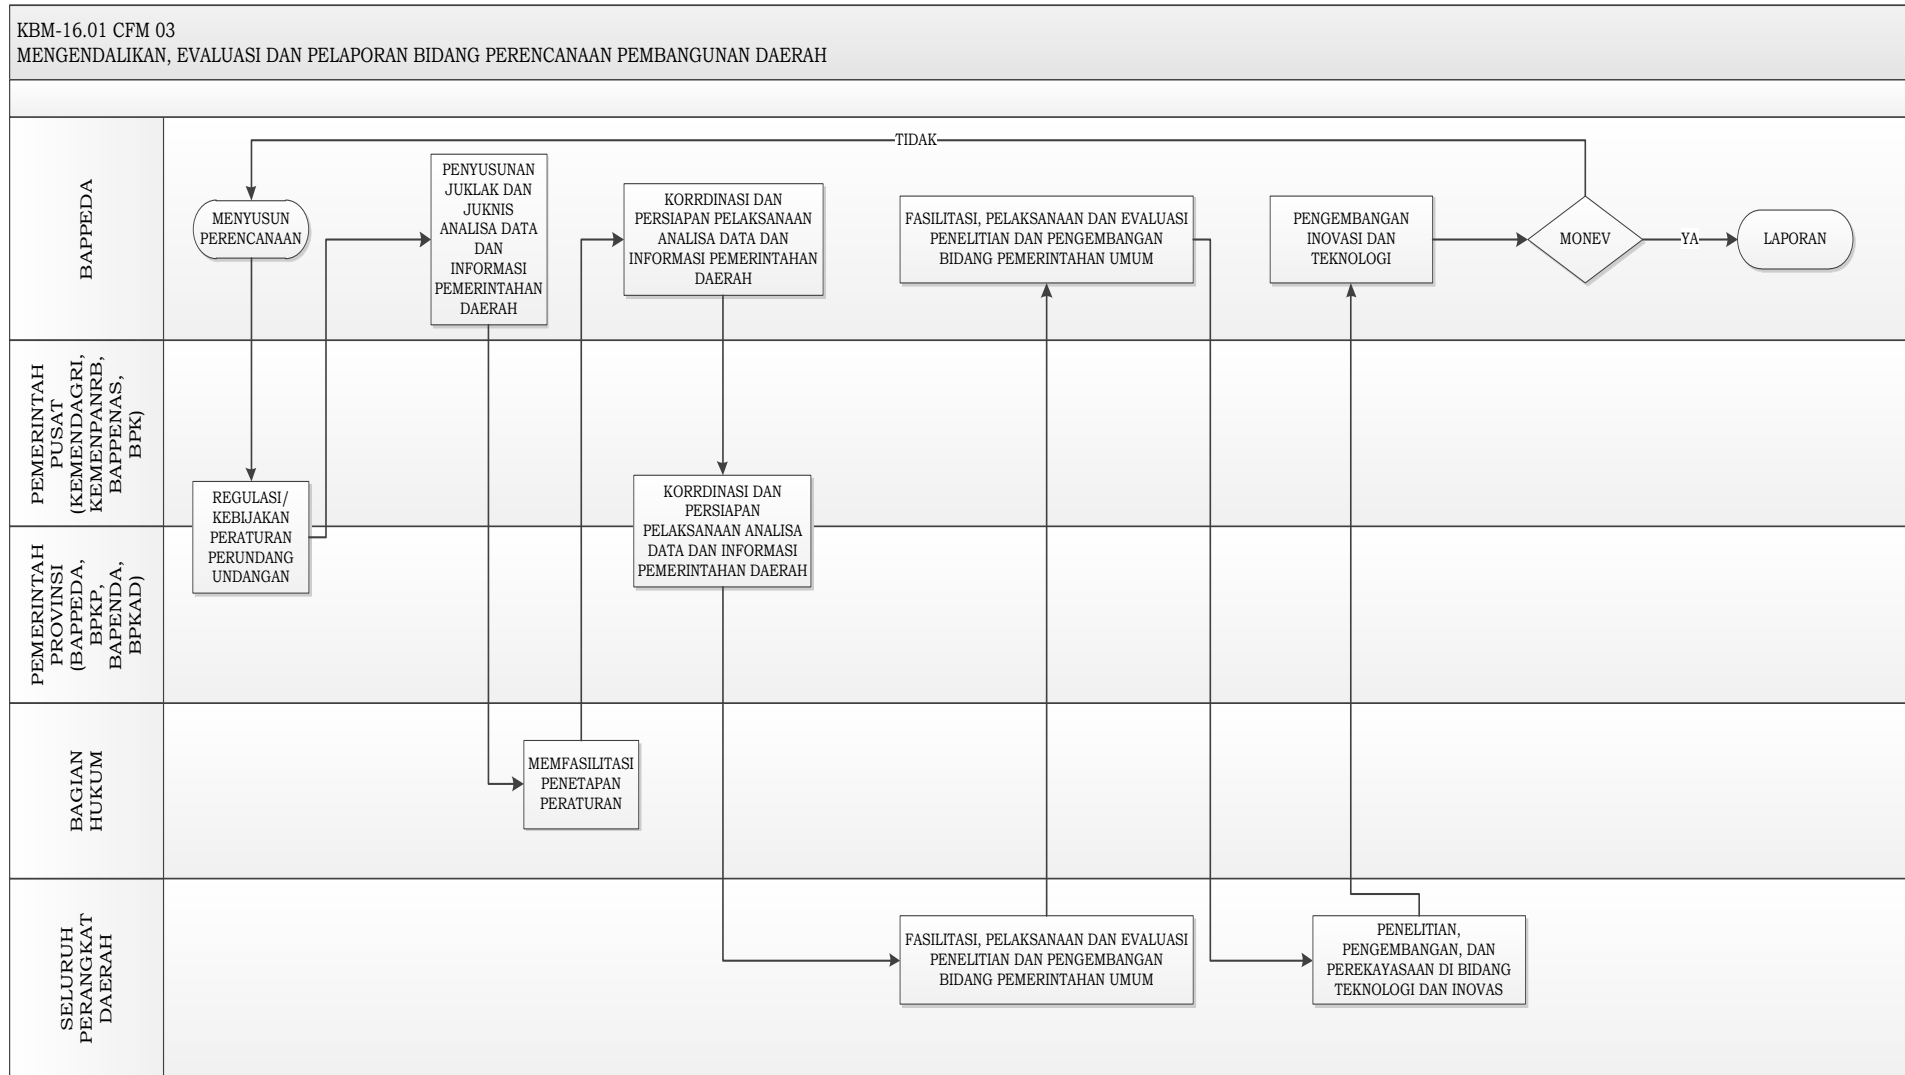 KBM-16.01 CFM 03
MENGENDALIKAN, EVALUASI DAN PELAPORAN BIDANG PERENCANAAN PEMBANGUNAN DAERAH
BAPPEDA
MENYUSUN
PERENCANAAN
PENYUSUNAN
JUKLAK DAN
JUKNIS
ANALISA DATA
DAN
INFORMASI
PEMERINTAHAN
DAERAH
KORRDINASI DAN
PERSIAPAN PELAKSANAAN
ANALISA DATA DAN
INFORMASI PEMERINTAHAN
DAERAH
FASILITASI, PELAKSANAAN DAN EVALUASI
PENELITIAN DAN PENGEMBANGAN
BIDANG PEMERINTAHAN UMUM
PENGEMBANGAN
INOVASI DAN
TEKNOLOGI
TIDAK
MONEV
YA
LAPORAN
PEMERINTAH
PUSAT
(KEMENDAGRI,
KEMENPANRB,
BAPPENAS,
BPK)
REGULASI/
KEBIJAKAN
PERATURAN
PERUNDANG
UNDANGAN
KORRDINASI DAN
PERSIAPAN
PELAKSANAAN ANALISA
DATA DAN INFORMASI
PEMERINTAHAN DAERAH
PEMERINTAH
PROVINSI
(BAPPEDA,
BPKP,
BAPENDA,
BPKAD)
BAGIAN
HUKUM
MEMFASILITASI
PENETAPAN
PERATURAN
SELURUH
PERANGKAT
DAERAH
FASILITASI, PELAKSANAAN DAN EVALUASI
PENELITIAN DAN PENGEMBANGAN
BIDANG PEMERINTAHAN UMUM
PENELITIAN,
PENGEMBANGAN, DAN
PEREKAYASAAN DI BIDANG
TEKNOLOGI DAN INOVAS